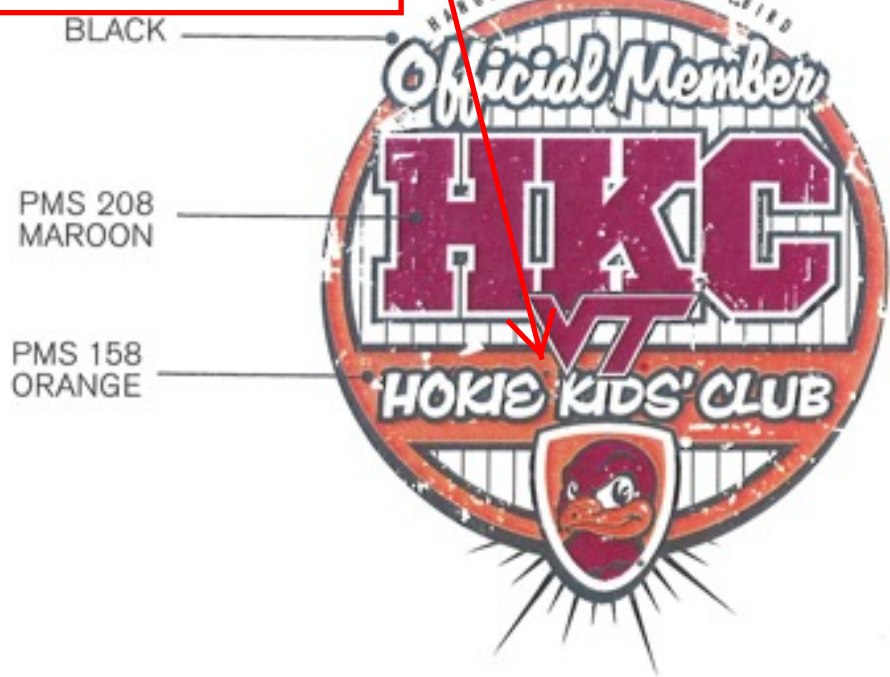 BLACK
Official Member
PMS 208
MAROON
HKC
VT
PMS 158
ORANGE
HOKIE KIDS' CLUB